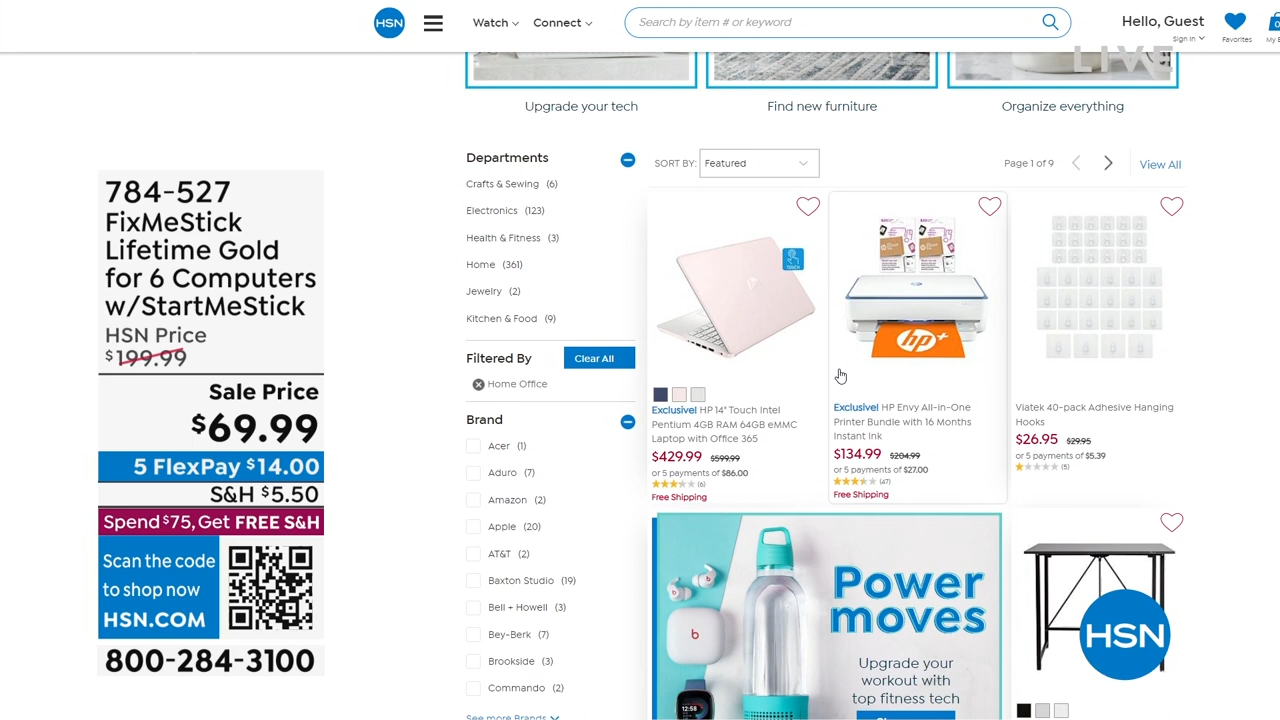 HSN
Watch
Connect
Search by item # or keyword
Hello, Guest
Sign In
Favorites
LIVE
Upgrade your tech
Find new furniture
Organize everything
784-527
FixMeStick
Lifetime Gold
for 6 Computers
w/StartMeStick
HSN Price
$199.99
Sale Price
$69.99
5 FlexPay $14.00
S&H $5.50
Spend $75, Get FREE S&H
Scan the code
to shop now
HSN.COM
800-284-3100
Departments
Crafts & Sewing (6)
Electronics (123)
Health & Fitness (3)
Home (361)
Jewelry (2)
Kitchen & Food (9)
Filtered By
Clear All
Home Office
Brand
Acer (1)
Aduro (7)
Amazon (2)
Apple (20)
AT&T (2)
Baxton Studio (19)
Bell + Howell (3)
Bey-Berk (7)
Brookside (3)
Commando (2)
See more Brands
SORT BY: Featured
Page 1 of 9
View All
TOUCH
Exclusive! HP 14" Touch Intel
Pentium 4GB RAM 64GB eMMC
Laptop with Office 365
$429.99 $599.99
or 5 payments of $86.00
(6)
Free Shipping
hp+
Exclusive! HP Envy All-in-One
Printer Bundle with 16 Months
Instant Ink
$134.99 $204.99
or 5 payments of $27.00
(47)
Free Shipping
Viatek 40-pack Adhesive Hanging
Hooks
$26.95 $29.95
or 5 payments of $5.39
(5)
Power
moves
Upgrade your
workout with
top fitness tech
b
12:58
HSN